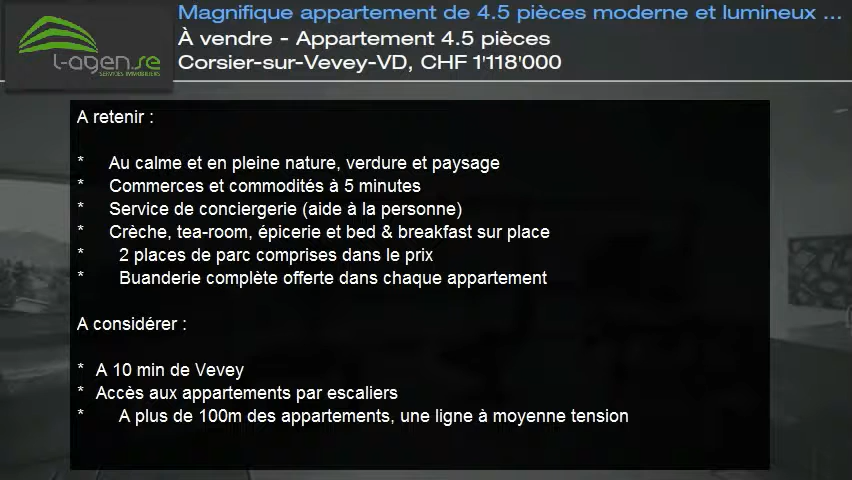 Magnifique appartement de 4.5 pièces moderne et lumineux ...
À vendre - Appartement 4.5 pièces
Corsier-sur-Vevey-VD, CHF 1'118'000
l-agence
SERVICES IMMOBILIERS
A retenir :
* Au calme et en pleine nature, verdure et paysage
* Commerces et commodités à 5 minutes
* Service de conciergerie (aide à la personne)
* Crèche, tea-room, épicerie et bed & breakfast sur place
* 2 places de parc comprises dans le prix
* Buanderie complète offerte dans chaque appartement
A considérer :
* A 10 min de Vevey
* Accès aux appartements par escaliers
* A plus de 100m des appartements, une ligne à moyenne tension